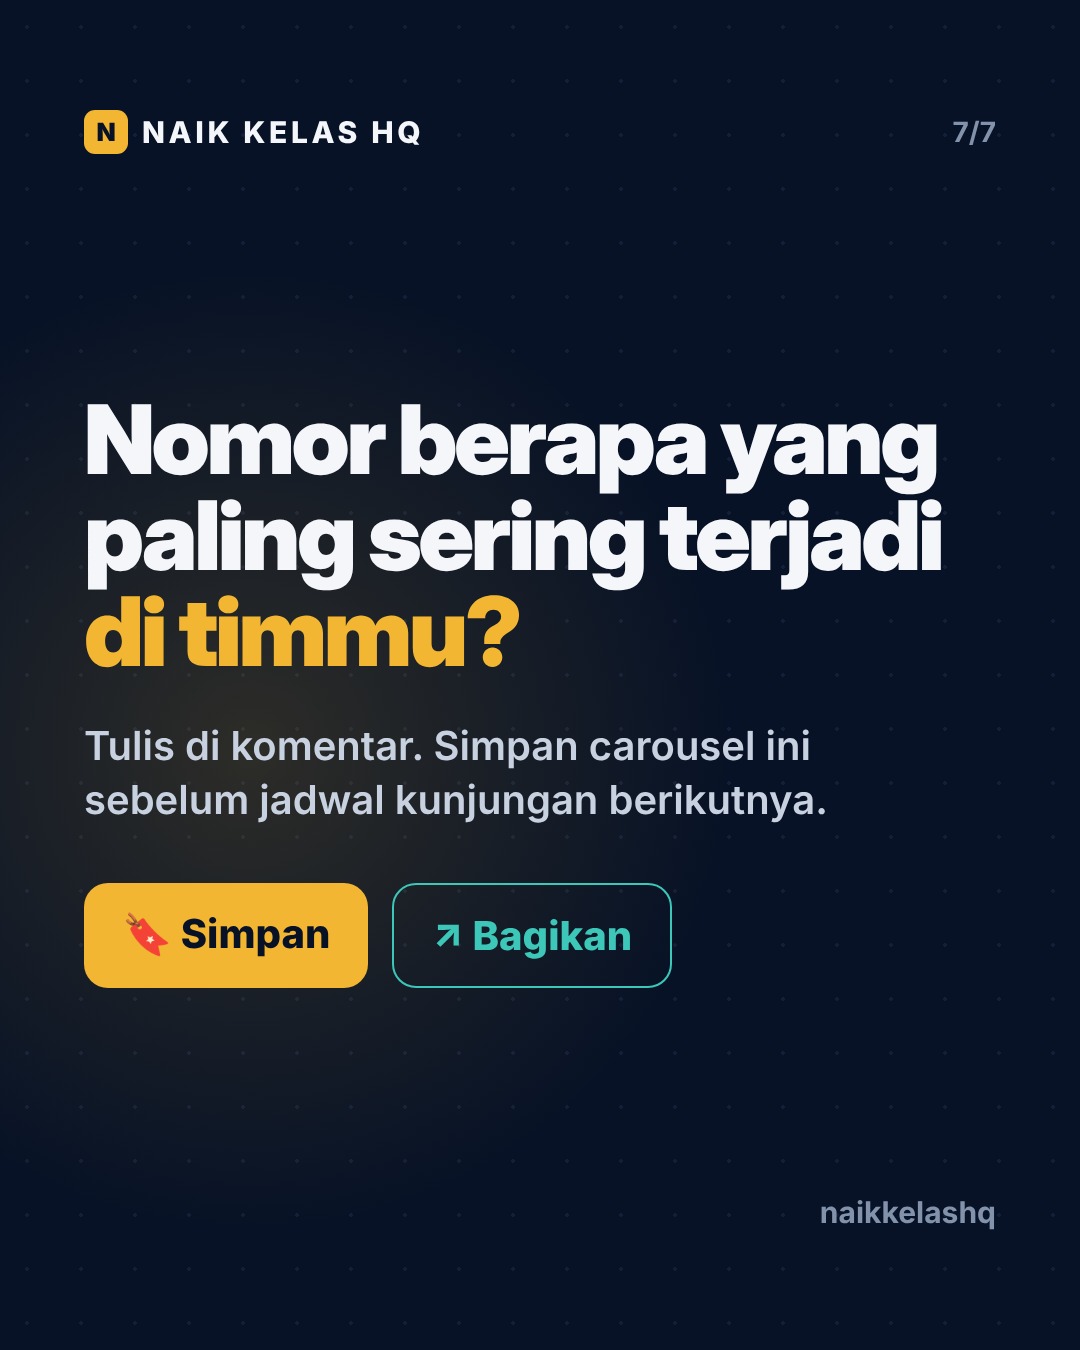 N NAIK KELAS HQ
7/7
Nomor berapa yang
paling sering terjadi
di timmu?
Tulis di komentar. Simpan carousel ini
sebelum jadwal kunjungan berikutnya.
🔖 Simpan
↗ Bagikan
naikkelashq